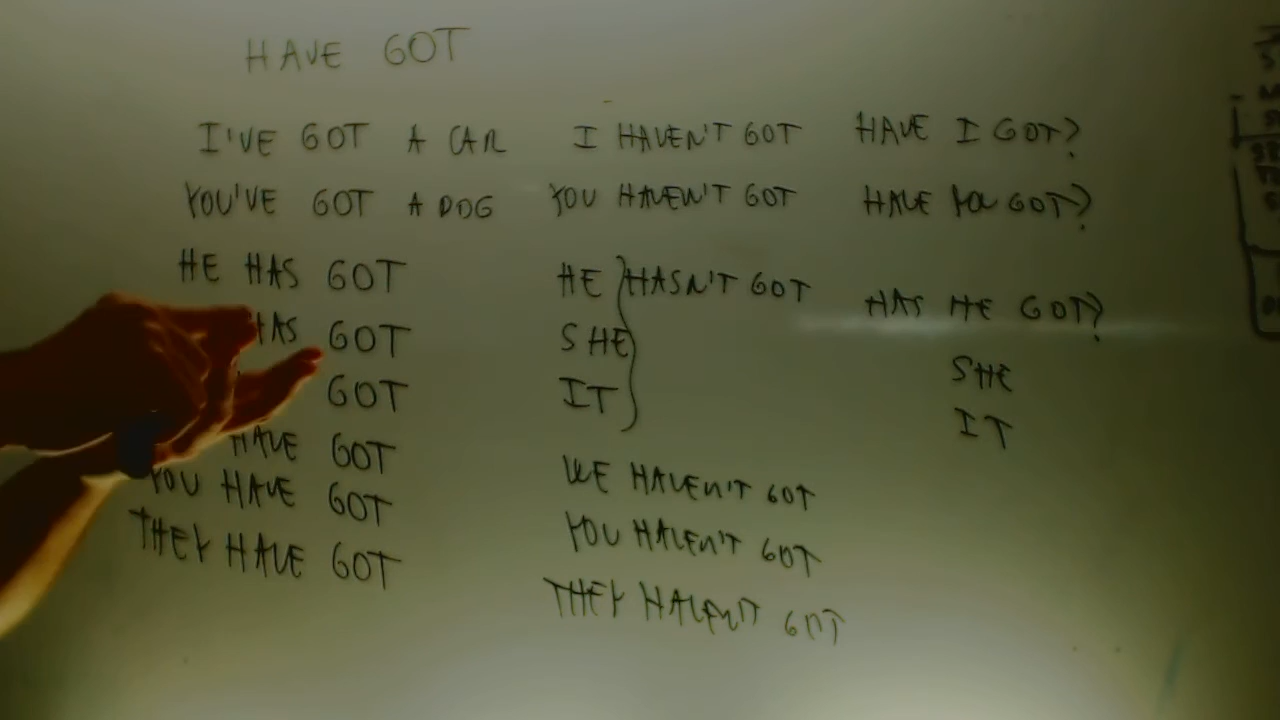 HAVE GOT
I'VE GOT A CAR I HAVEN'T GOT HAVE I GOT?
YOU'VE GOT A DOG YOU HAVEN'T GOT HAVE YOU GOT?
HE HAS GOT HE HASN'T GOT HAS HE GOT?
HAS GOT SHE SHE
GOT IT IT
HAVE GOT WE HAVEN'T GOT
YOU HAVE GOT YOU HAVEN'T GOT
THEY HAVE GOT THEY HAVEN'T GOT